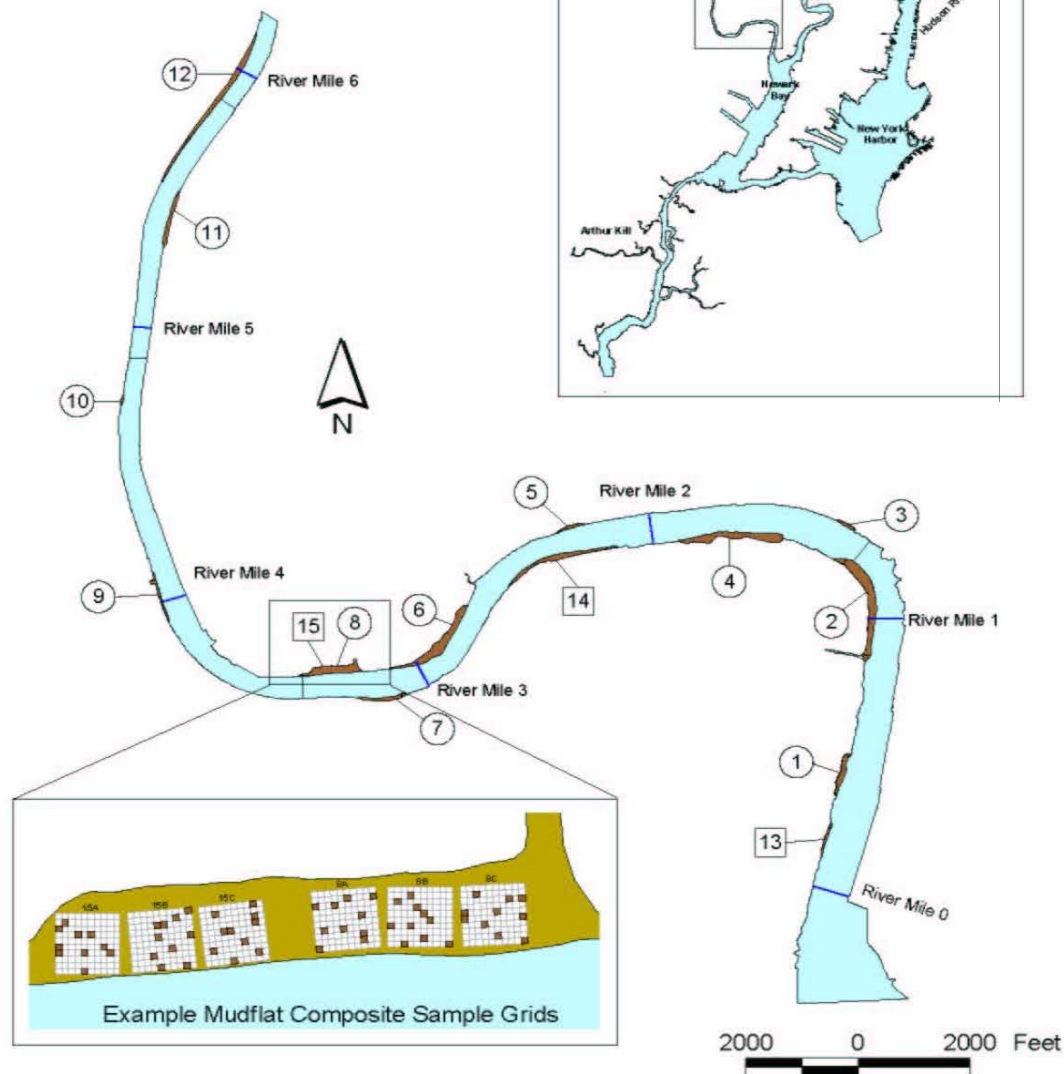 Newark
Bay
New York
Harbor
Arthur Kill
12
River Mile 6
11
River Mile 5
10
N
River Mile 2
5
3
4
14
River Mile 4
9
6
2
River Mile 1
15
8
River Mile 3
7
1
13
River Mile 0
15A
15B
15C
8A
8B
8C
Example Mudflat Composite Sample Grids
2000
0
2000 Feet